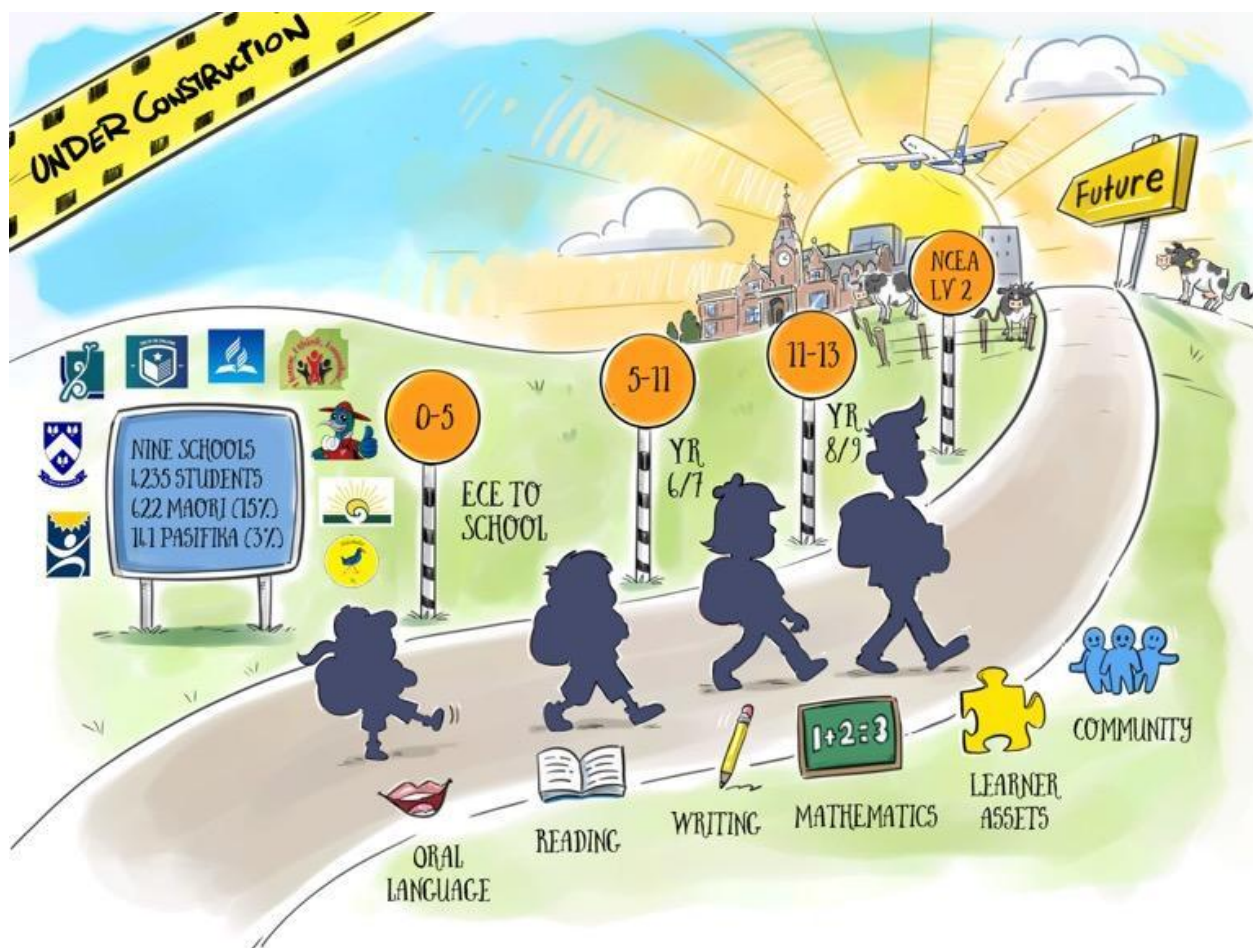 UNDER CONSTRUCTION
Future
NCEA
LV 2
11-13
5-11
0-5
YR
8/9
YR
6/7
ECE TO
SCHOOL
NINE SCHOOLS
4,235 STUDENTS
622 MAORI (15%)
141 PASIFIKA (3%)
COMMUNITY
LEARNER
ASSETS
MATHEMATICS
1+2=3
WRITING
READING
ORAL
LANGUAGE